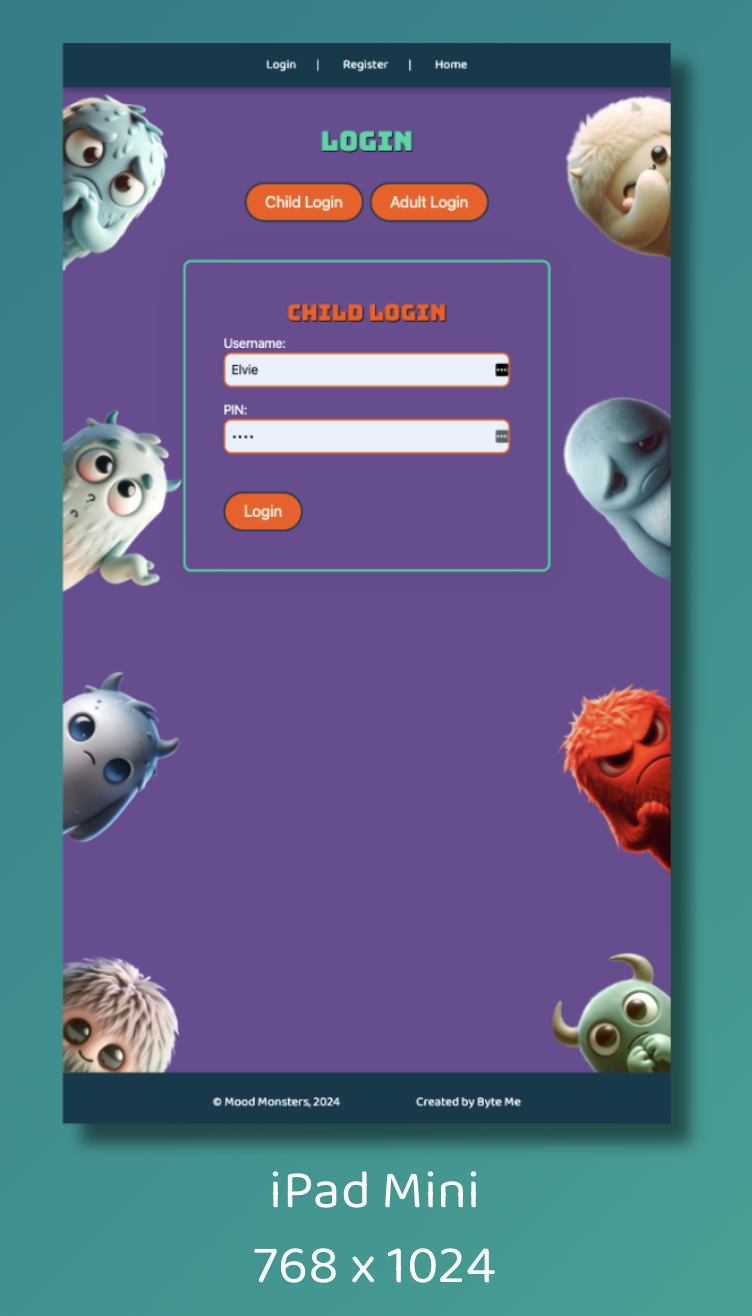 Login | Register | Home
LOGIN
Child Login Adult Login
CHILD LOGIN
Username:
Elvie
PIN:
••••
Login
© Mood Monsters, 2024 Created by Byte Me
iPad Mini
768 x 1024